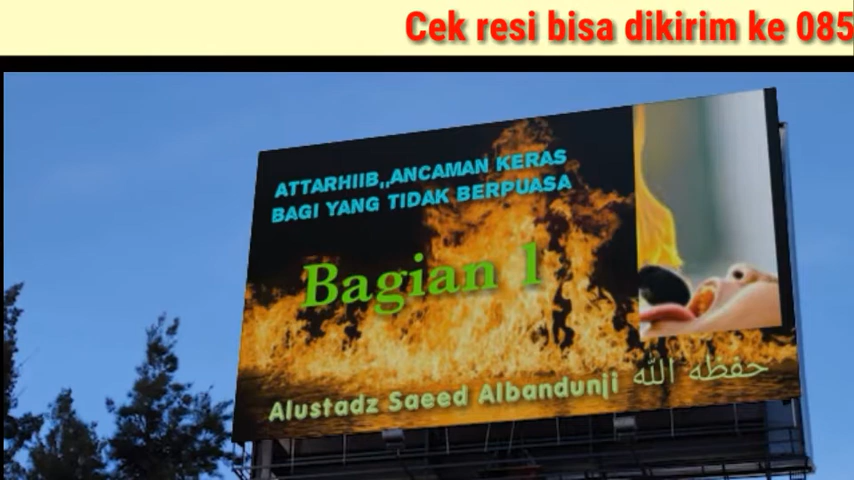 Cek resi bisa dikirim ke 085
ATTARHIIB,,ANCAMAN KERAS
BAGI YANG TIDAK BERPUASA
Bagian 1
Alustadz Saeed Albandunji حفظه الله